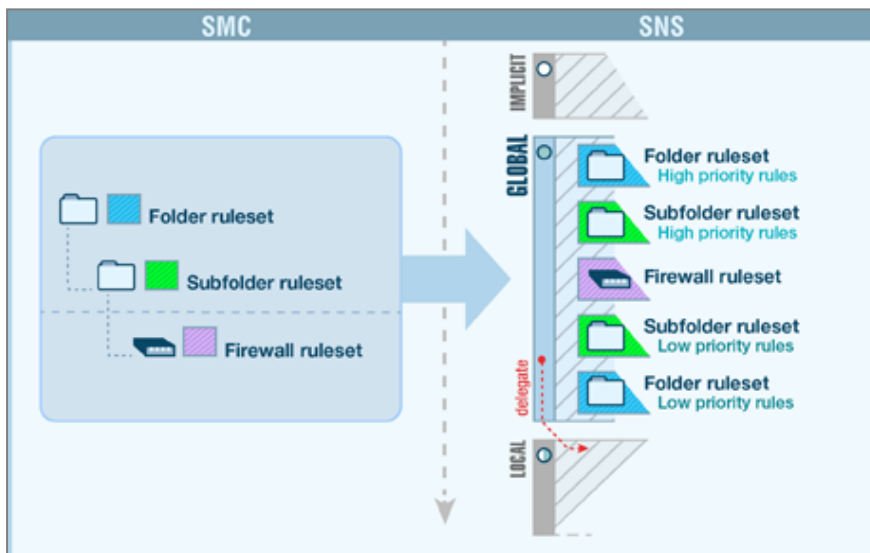 SMC
SNS
IMPLICIT
GLOBAL
Folder ruleset
High priority rules
Subfolder ruleset
High priority rules
Firewall ruleset
Subfolder ruleset
Low priority rules
Folder ruleset
Low priority rules
delegate
LOCAL
Folder ruleset
Subfolder ruleset
Firewall ruleset